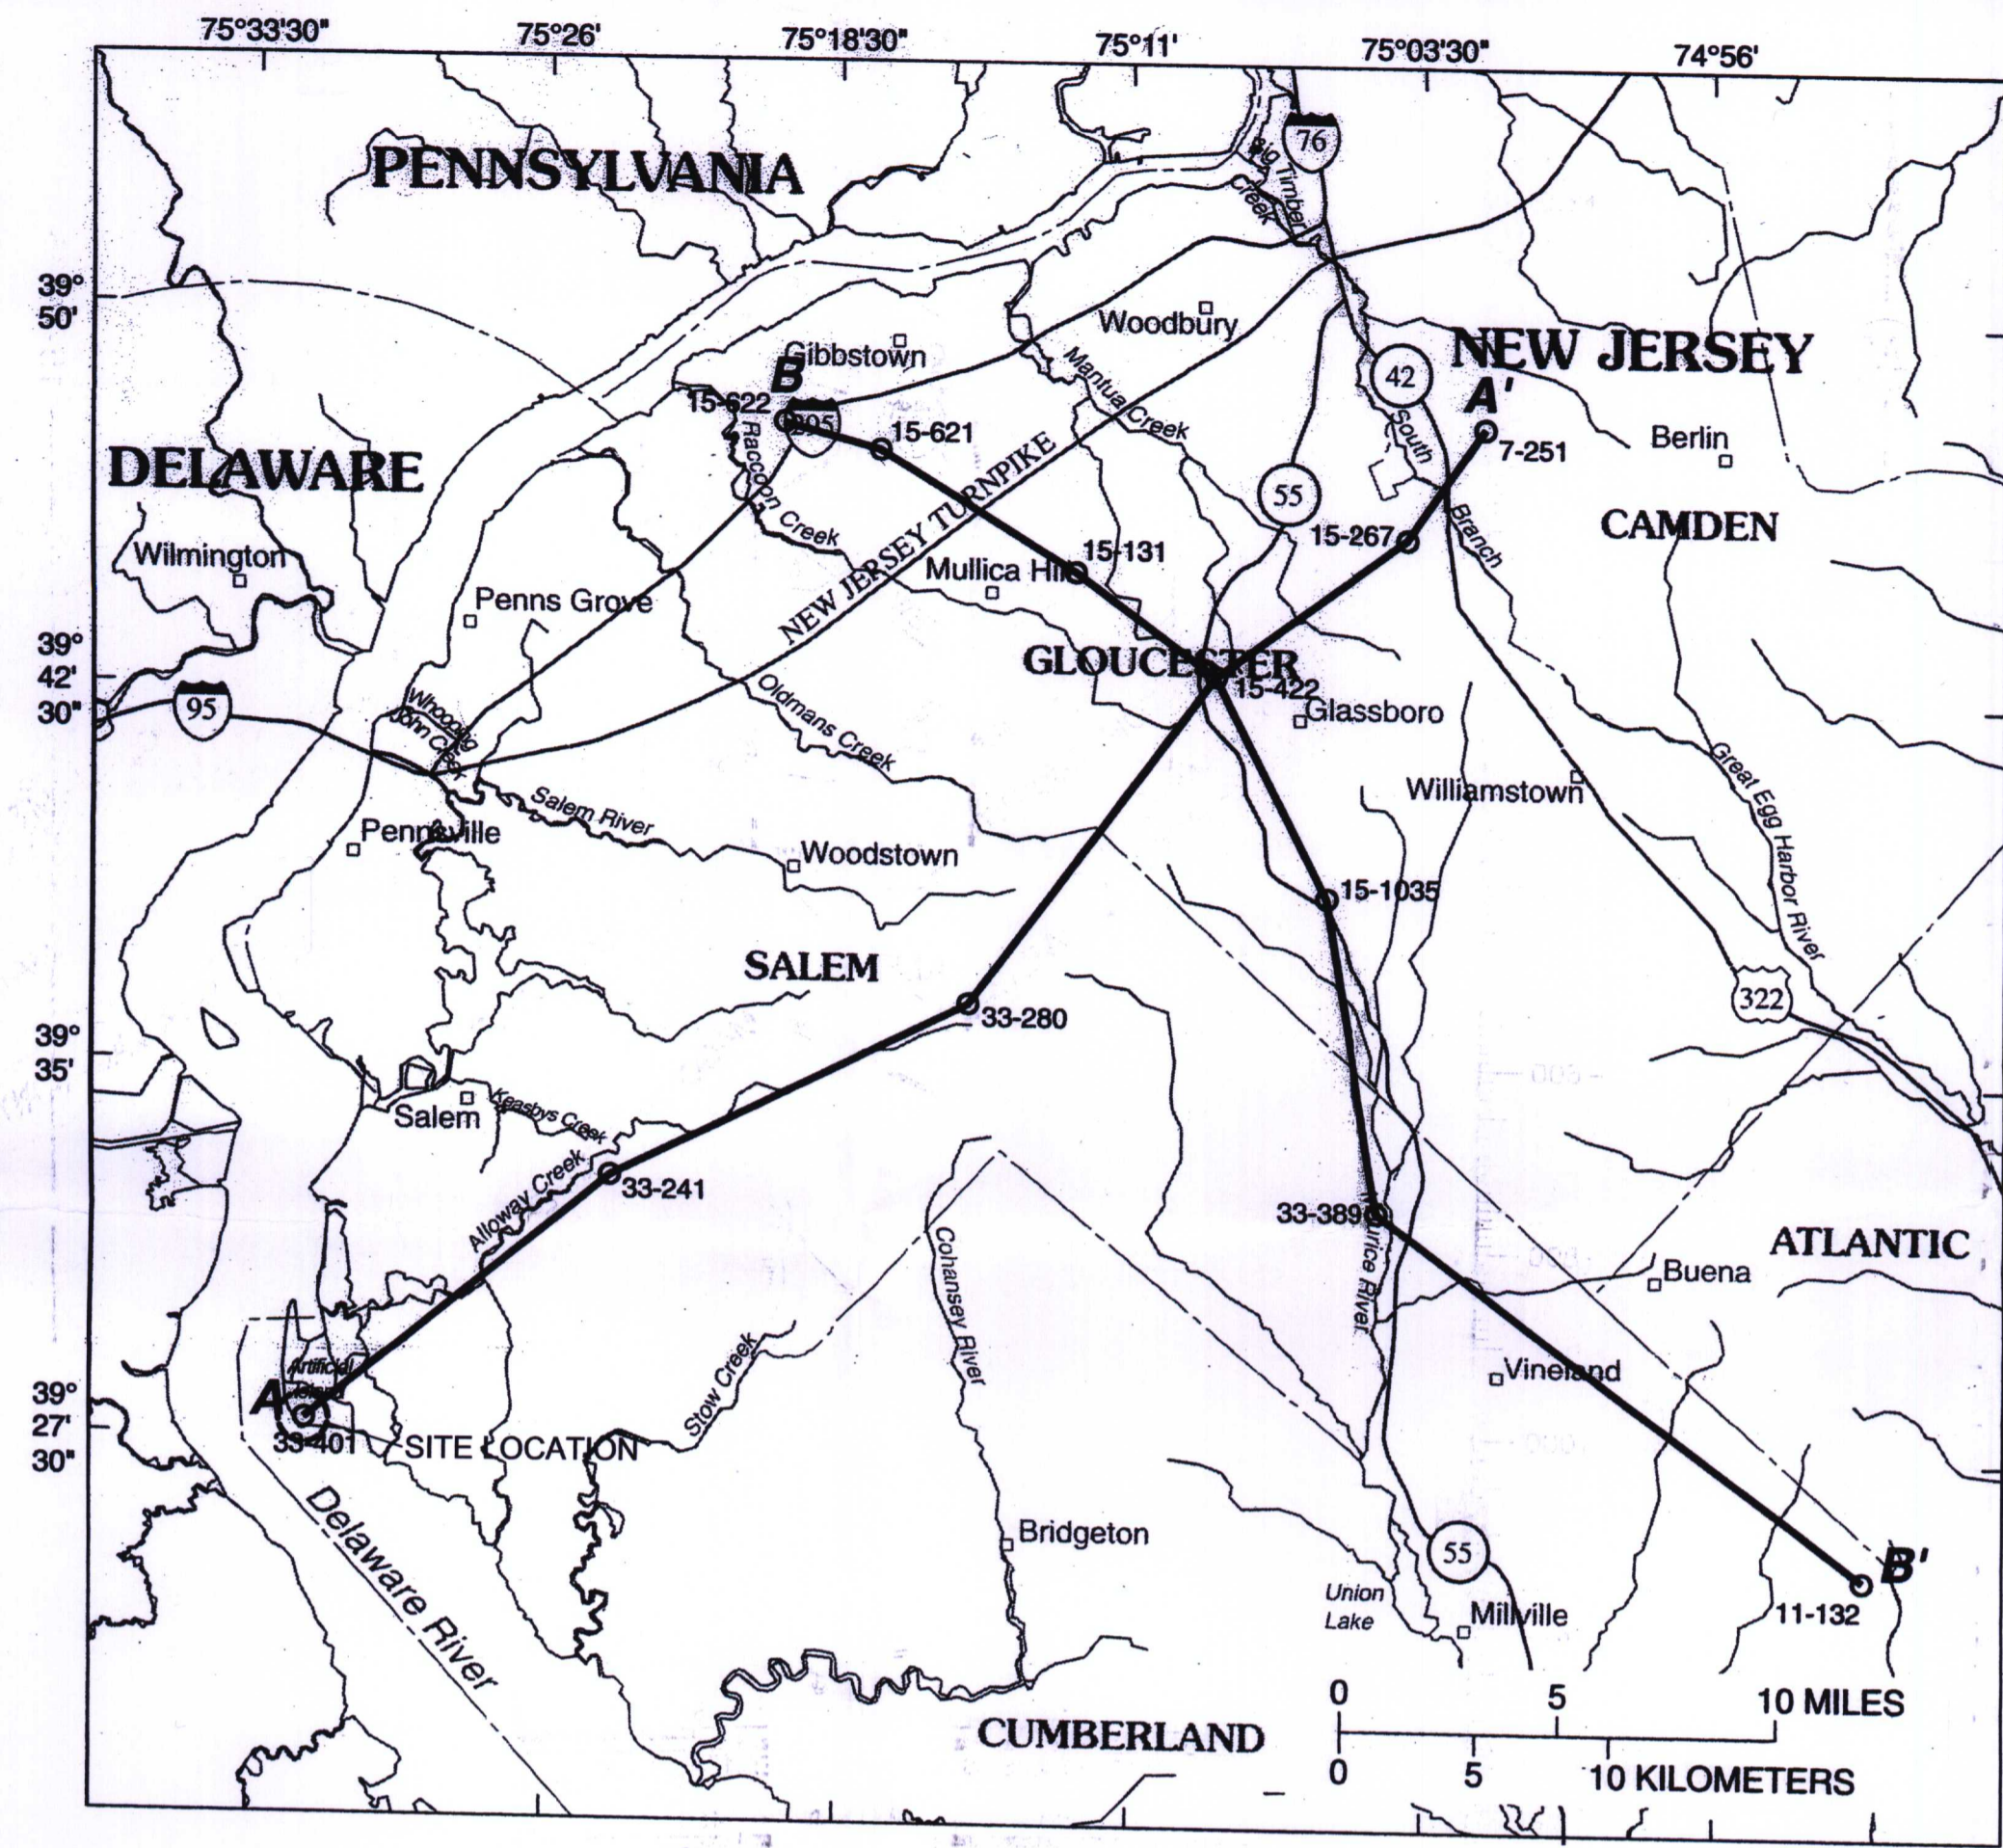 75°33'30"
75°26'
75°18'30"
75°11'
75°03'30"
74°56'
76
PENNSYLVANIA
Big Timber
Creek
39°
50'
Woodbury
NEW JERSEY
Gibbstown
Mantua Creek
B
42
A'
15-622
295
15-621
South
Berlin
7-251
DELAWARE
Raccoon Creek
NEW JERSEY TURNPIKE
55
Branch
CAMDEN
15-267
Wilmington
15-131
Mullica Hill
Penns Grove
39°
42'
30"
GLOUCESTER
15-422
Glassboro
95
Whooping
John Creek
Oldmans Creek
Great Egg Harbor River
Williamstown
Salem River
Pennsville
Woodstown
15-1035
SALEM
322
33-280
39°
35'
Salem
Keasbys Creek
Alloway Creek
33-241
33-389
urice River
ATLANTIC
Cohansey River
Buena
Stow Creek
Artificial
Vineland
39°
27'
30"
A
33-401
SITE LOCATION
Delaware River
Bridgeton
55
B'
Union
Lake
Millville
11-132
0 5 10 MILES
CUMBERLAND
0 5 10 KILOMETERS